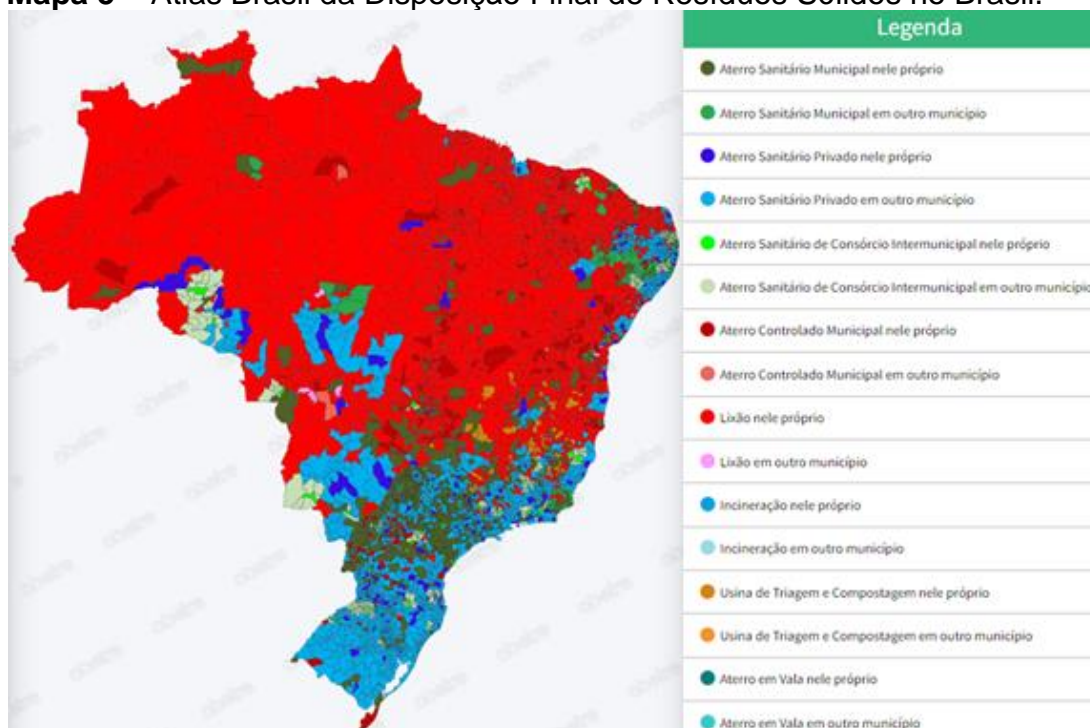 Mapa 3 – Atlas Brasil da Disposição Final de Resíduos Sólidos no Brasil.
Legenda
Aterro Sanitário Municipal nele próprio
Aterro Sanitário Municipal em outro município
Aterro Sanitário Privado nele próprio
Aterro Sanitário Privado em outro município
Aterro Sanitário de Consórcio Intermunicipal nele próprio
Aterro Sanitário de Consórcio Intermunicipal em outro município
Aterro Controlado Municipal nele próprio
Aterro Controlado Municipal em outro município
Lixão nele próprio
Lixão em outro município
Incineração nele próprio
Incineração em outro município
Usina de Triagem e Compostagem nele próprio
Usina de Triagem e Compostagem em outro município
Aterro em Vala nele próprio
Aterro em Vala em outro município